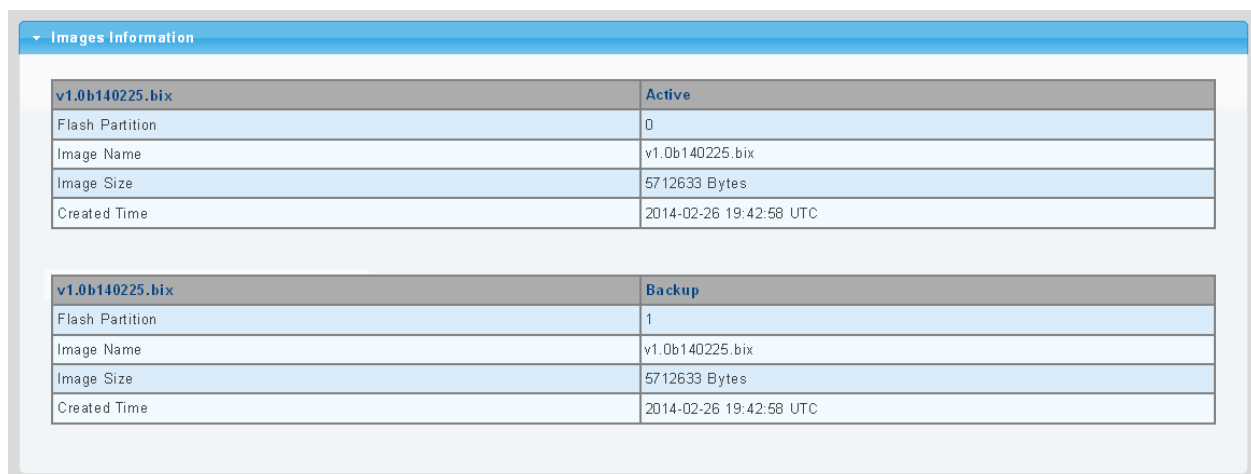 Images Information
v1.0b140225.bix Active
Flash Partition 0
Image Name v1.0b140225.bix
Image Size 5712633 Bytes
Created Time 2014-02-26 19:42:58 UTC
v1.0b140225.bix Backup
Flash Partition 1
Image Name v1.0b140225.bix
Image Size 5712633 Bytes
Created Time 2014-02-26 19:42:58 UTC